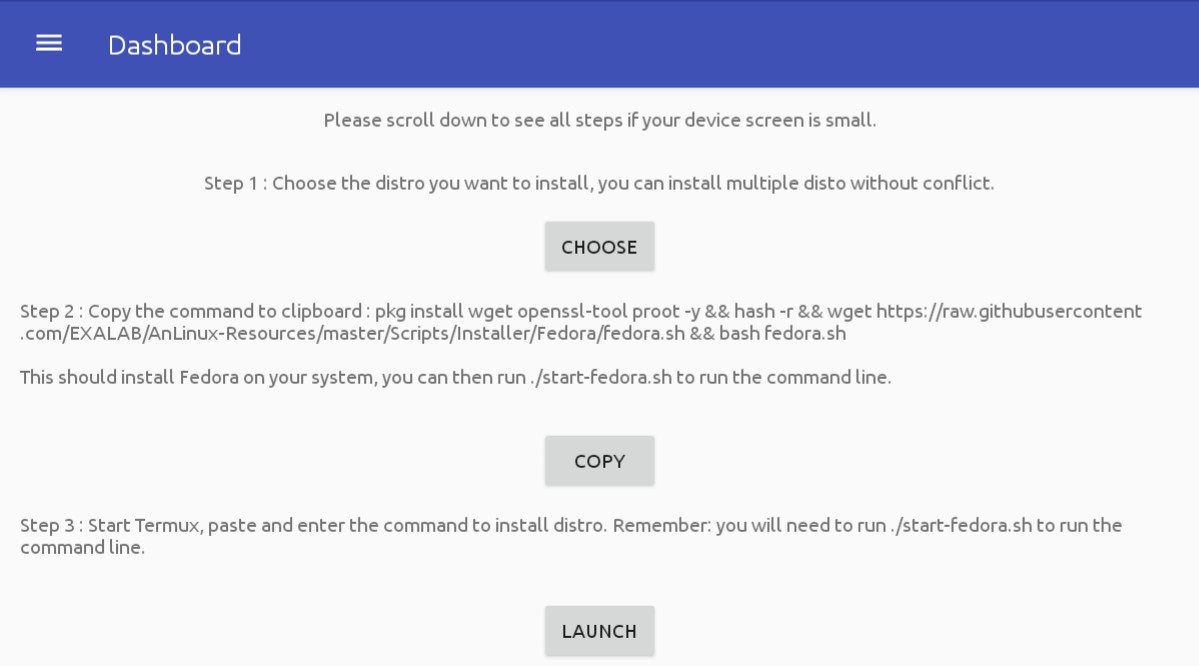 Dashboard
Please scroll down to see all steps if your device screen is small.
Step 1 : Choose the distro you want to install, you can install multiple disto without conflict.
CHOOSE
Step 2 : Copy the command to clipboard : pkg install wget openssl-tool proot -y && hash -r && wget https://raw.githubusercontent
.com/EXALAB/AnLinux-Resources/master/Scripts/Installer/Fedora/fedora.sh && bash fedora.sh
This should install Fedora on your system, you can then run ./start-fedora.sh to run the command line.
COPY
Step 3 : Start Termux, paste and enter the command to install distro. Remember: you will need to run ./start-fedora.sh to run the
command line.
LAUNCH